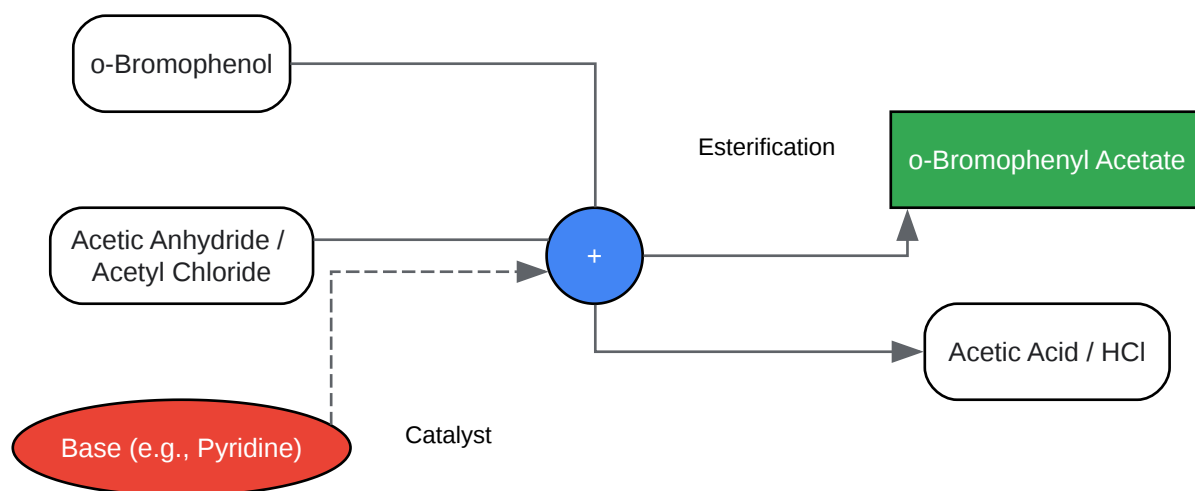 o-Bromophenol
Esterification
o-Bromophenyl Acetate
Acetic Anhydride /
Acetyl Chloride
+
Acetic Acid / HCl
Base (e.g., Pyridine)
Catalyst